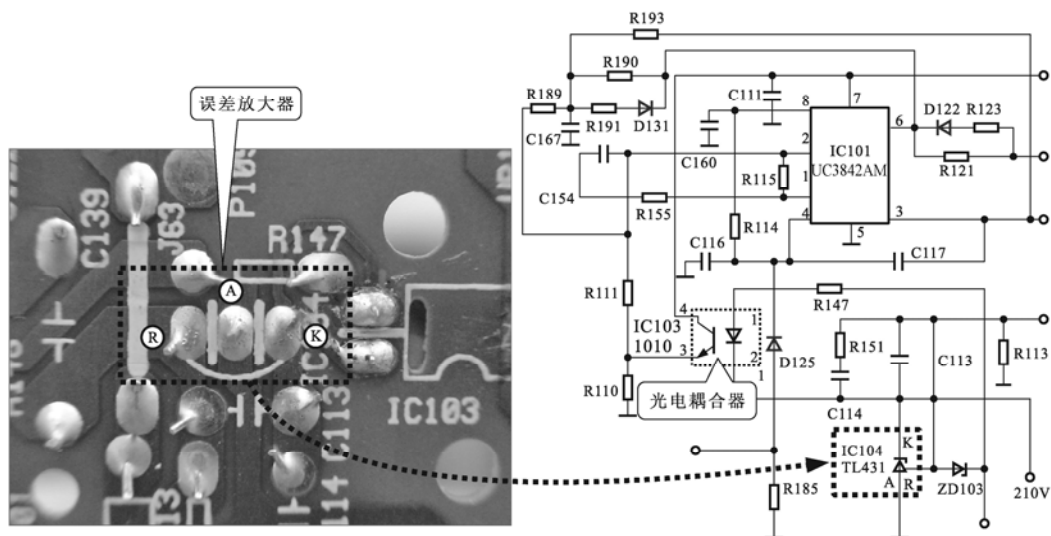 误差放大器
C139
J63
P105
R147
A
R
K
IC103
C113
R193
R190
R189
R191
D131
C167
C111
C160
8
7
2
1
4
6
5
3
IC101
UC3842AM
D122
R123
R121
C154
R155
R115
R114
C116
C117
R111
R147
4
3
1
2
1
IC103
1010
D125
R151
C113
R113
R110
光电耦合器
C114
IC104
TL431
K
A
R
ZD103
210V
R185